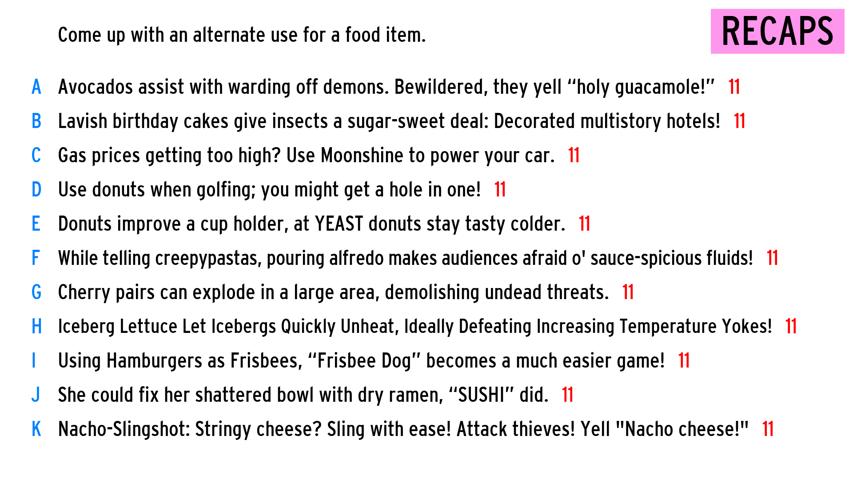 Come up with an alternate use for a food item.
RECAPS
A Avocados assist with warding off demons. Bewildered, they yell “holy guacamole!” 11
B Lavish birthday cakes give insects a sugar-sweet deal: Decorated multistory hotels! 11
C Gas prices getting too high? Use Moonshine to power your car. 11
D Use donuts when golfing; you might get a hole in one! 11
E Donuts improve a cup holder, at YEAST donuts stay tasty colder. 11
F While telling creepypastas, pouring alfredo makes audiences afraid o' sauce-spicious fluids! 11
G Cherry pairs can explode in a large area, demolishing undead threats. 11
H Iceberg Lettuce Let Icebergs Quickly Unheat, Ideally Defeating Increasing Temperature Yokes! 11
I Using Hamburgers as Frisbees, “Frisbee Dog” becomes a much easier game! 11
J She could fix her shattered bowl with dry ramen, “SUSHI” did. 11
K Nacho-Slingshot: Stringy cheese? Sling with ease! Attack thieves! Yell "Nacho cheese!" 11